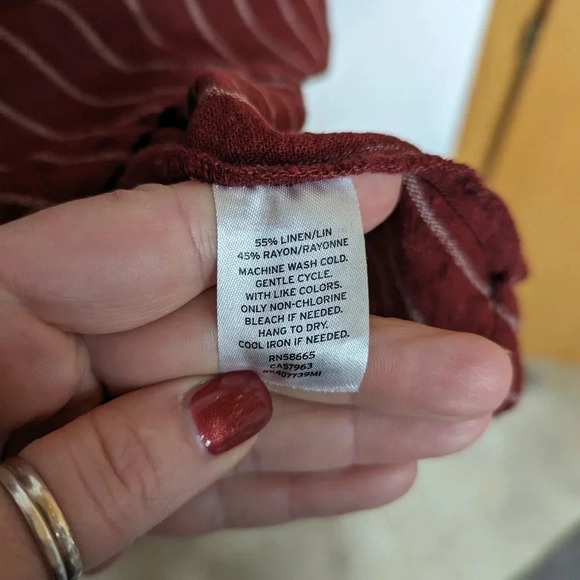 55% LINEN/LIN
45% RAYON/RAYONNE
MACHINE WASH COLD.
GENTLE CYCLE.
WITH LIKE COLORS.
ONLY NON-CHLORINE
BLEACH IF NEEDED.
HANG TO DRY.
COOL IRON IF NEEDED.
RN58665
CA57963